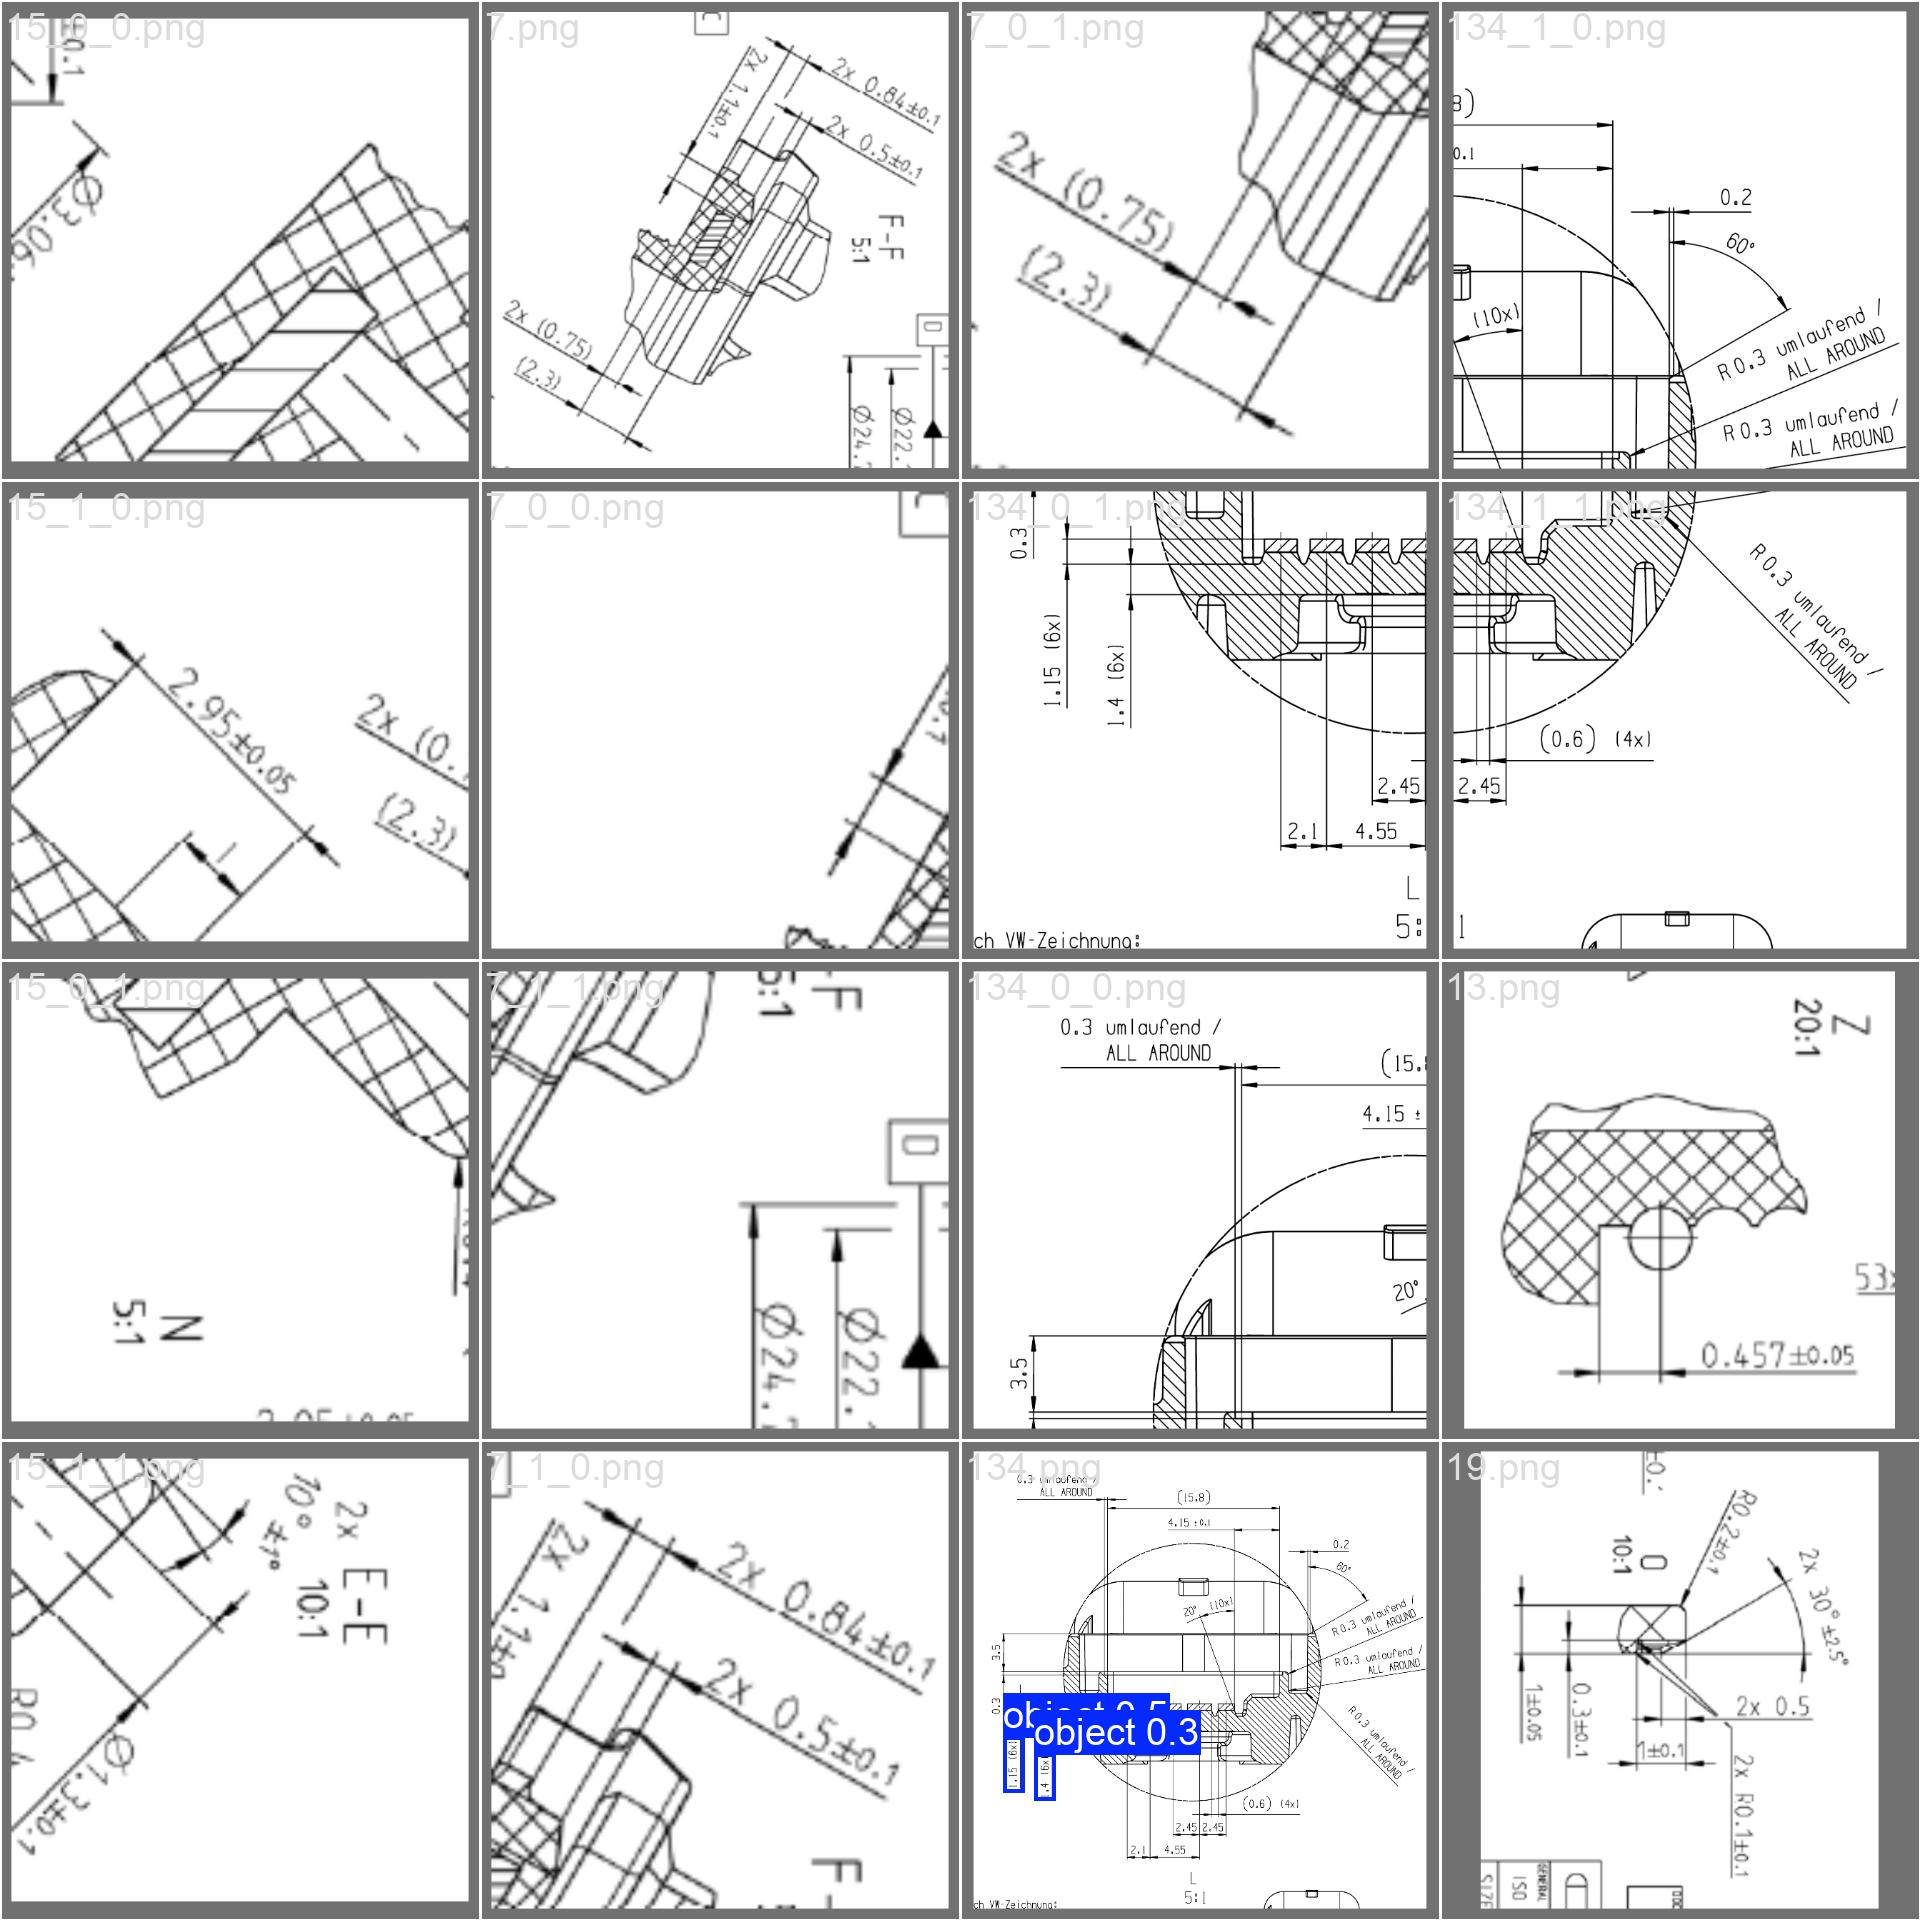 15_0_0.png
±0.1
Ø3.06
7.png
2x 1.1±0.1
2x 0.84±0.1
2x 0.5±0.1
F-F
5:1
2x (0.75)
(2.3)
D
Ø24.
Ø22.
7_0_1.png
2x (0.75)
(2.3)
134_1_0.png
8)
0.1
0.2
60°
(10x)
R 0.3 umlaufend /
ALL AROUND
R 0.3 umlaufend /
ALL AROUND
15_1_0.png
2.95±0.05
2x (0.
(2.3)
7_0_0.png
134_0_1.png
0.3
1.15 (6x)
1.4 (6x)
2.45
2.1
4.55
L
5:
ch VW-Zeichnung:
134_1_1.png
R 0.3 umlaufend /
ALL AROUND
(0.6) (4x)
2.45
1
15_0_1.png
N
5:1
7_1_1.png
F-F
5:1
D
Ø24.
Ø22.
134_0_0.png
0.3 umlaufend /
ALL AROUND
(15.8
4.15 ±
20°
3.5
13.png
Z
20:1
53x
0.457±0.05
15_1_1.png
2x
10° ±1°
E-E
10:1
Ø1.3±0.1
7_1_0.png
2x 1.1±0
2x 0.84±0.1
2x 0.5±0.1
F-
134.png
0.3 umlaufend /
ALL AROUND
(15.8)
4.15 ±0.1
0.2
60°
20° (10x)
R 0.3 umlaufend /
ALL AROUND
R 0.3 umlaufend /
ALL AROUND
3.5
0.3
object 0.5
object 0.3
1.15 (6x)
1.4 (6x)
R 0.3 umlaufend /
ALL AROUND
(0.6) (4x)
2.45 2.45
2.1 4.55
L
5:1
ch VW-Zeichnung:
19.png
R0.2±0.1
O
10:1
2x 30°±2.5°
1±0.05
0.3±0.1
2x 0.5
1±0.1
2x R0.1±0.1
SIZE
ISO
GENERAL